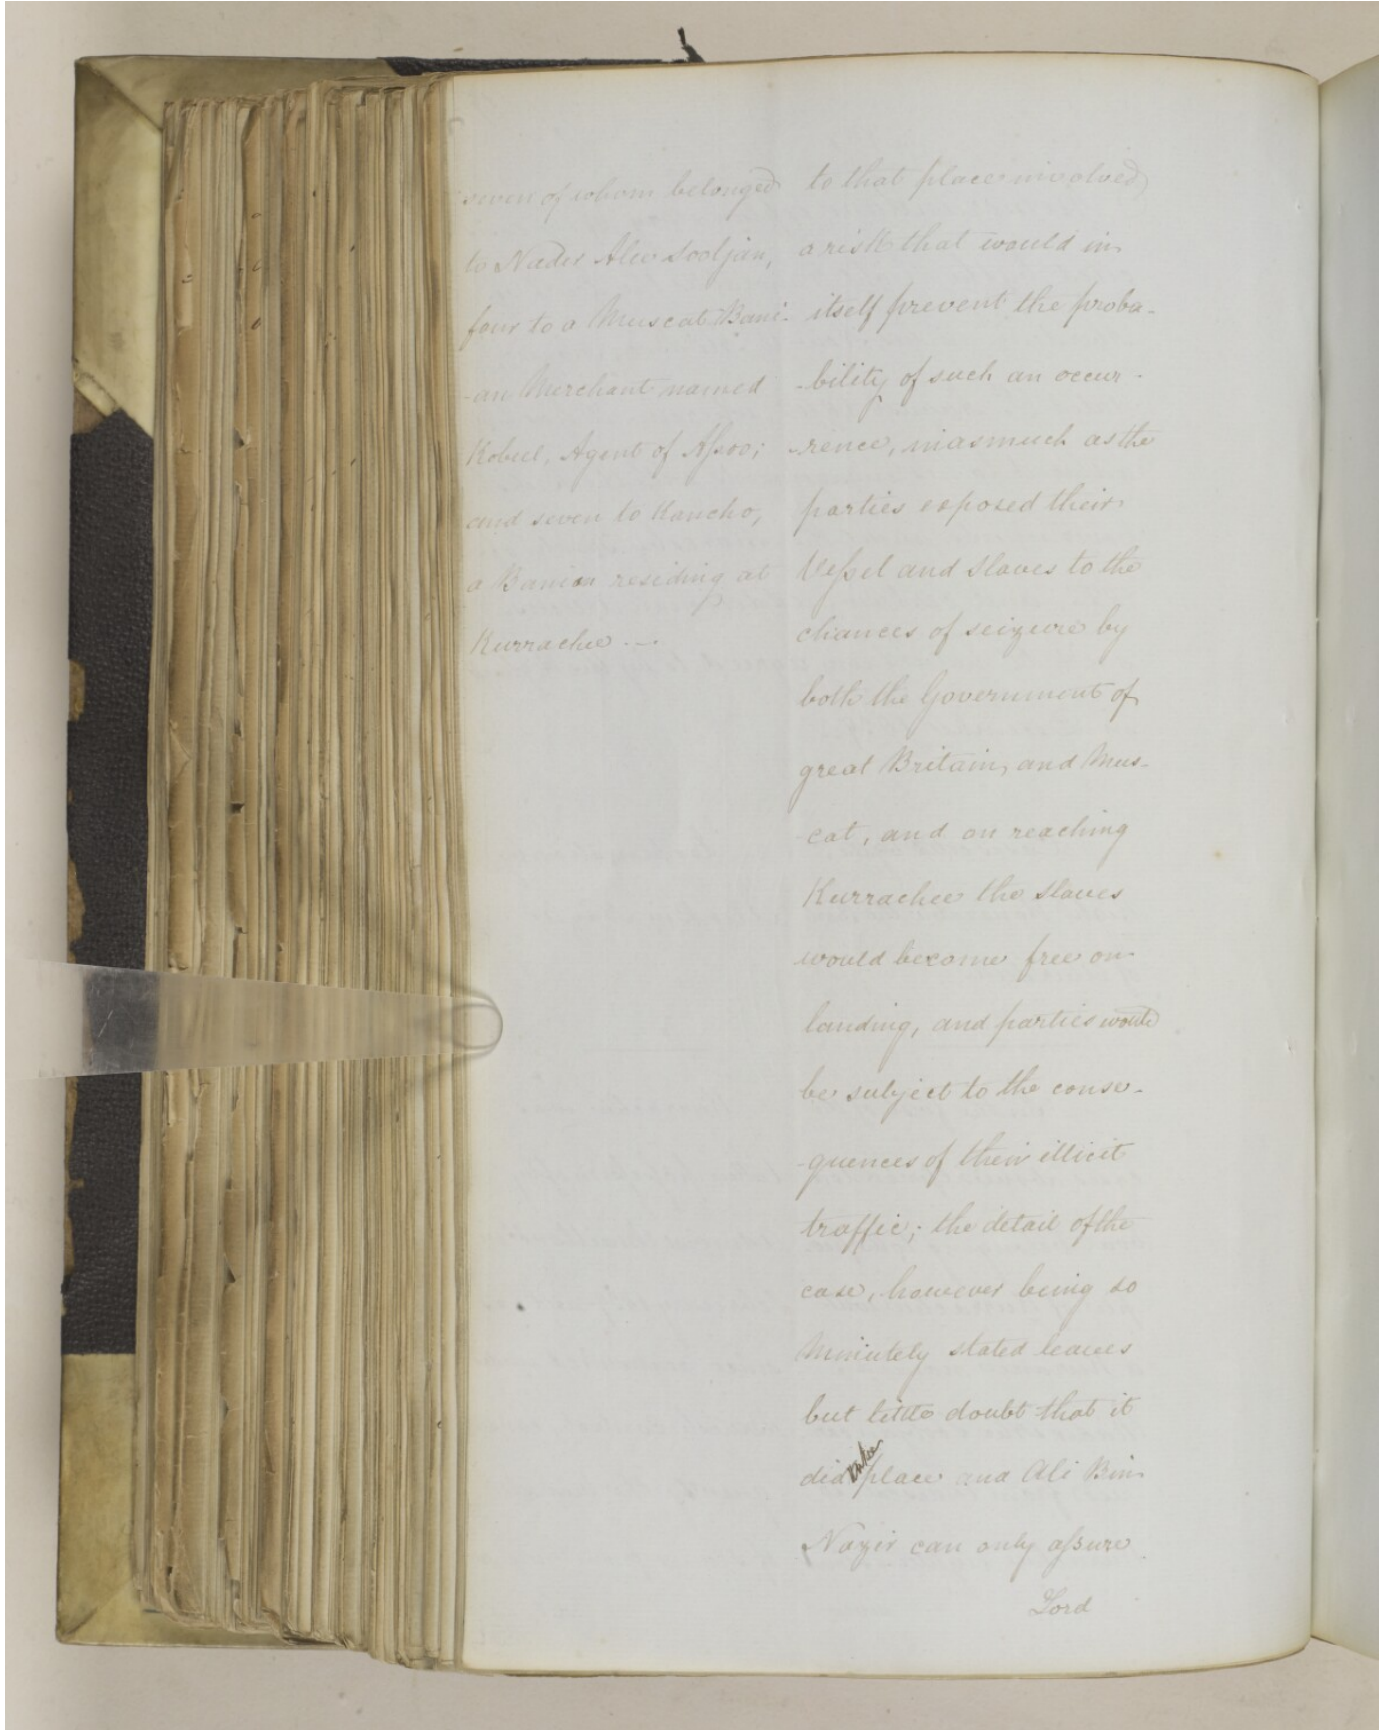 seven of whom belonged
to Nader Alee Sooljan,
four to a Muscat Bani-
-an Merchant named
Kobiel, Agent of Apoo;
and seven to Kancho,
a Banian residing at
Kurrachee . —
to that place involved
a risk that would in
itself prevent the proba-
-bility of such an occur-
-rence, inasmuch as the
parties exposed their
Vessel and slaves to the
chances of seizure by
both the Government of
great Britain, and Mus-
-cat, and on reaching
Kurrachee the slaves
would become free on
landing, and parties would
be subject to the conse-
-quences of their illicit
traffic; the detail of the
case, however being so
Minutely stated leaves
but little doubt that it
did take place and Ali Bin
Nazir can only assure
Lord